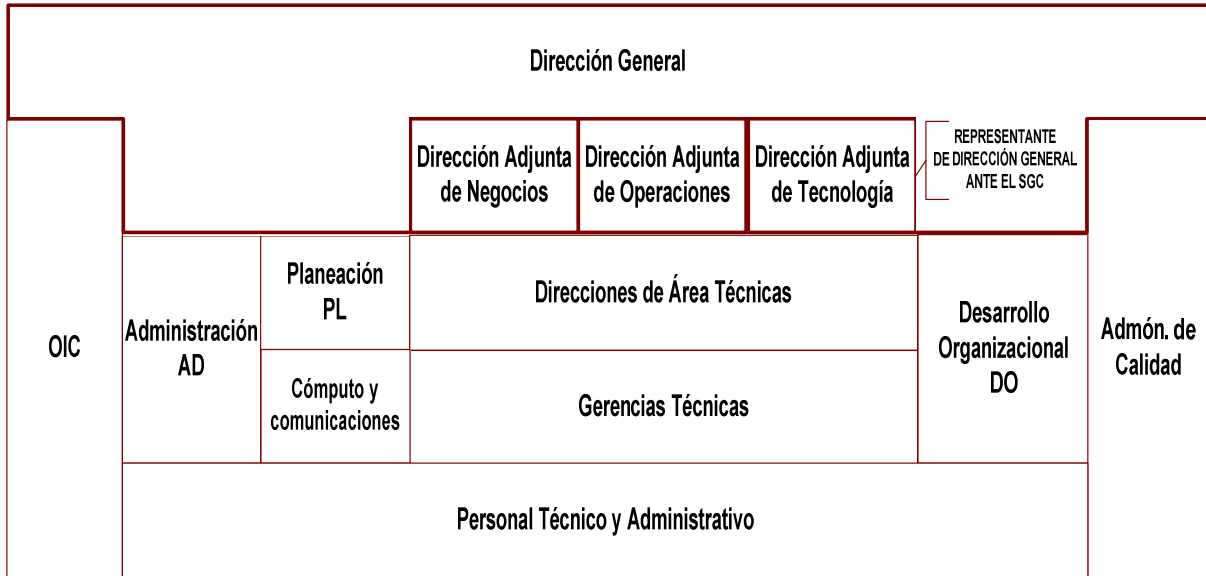 Dirección General
Dirección Adjunta
de Negocios
Dirección Adjunta
de Operaciones
Dirección Adjunta
de Tecnología
REPRESENTANTE
DE DIRECCIÓN GENERAL
ANTE EL SGC
OIC
Administración
AD
Planeación
PL
Cómputo y
comunicaciones
Direcciones de Área Técnicas
Gerencias Técnicas
Desarrollo
Organizacional
DO
Admón. de
Calidad
Personal Técnico y Administrativo